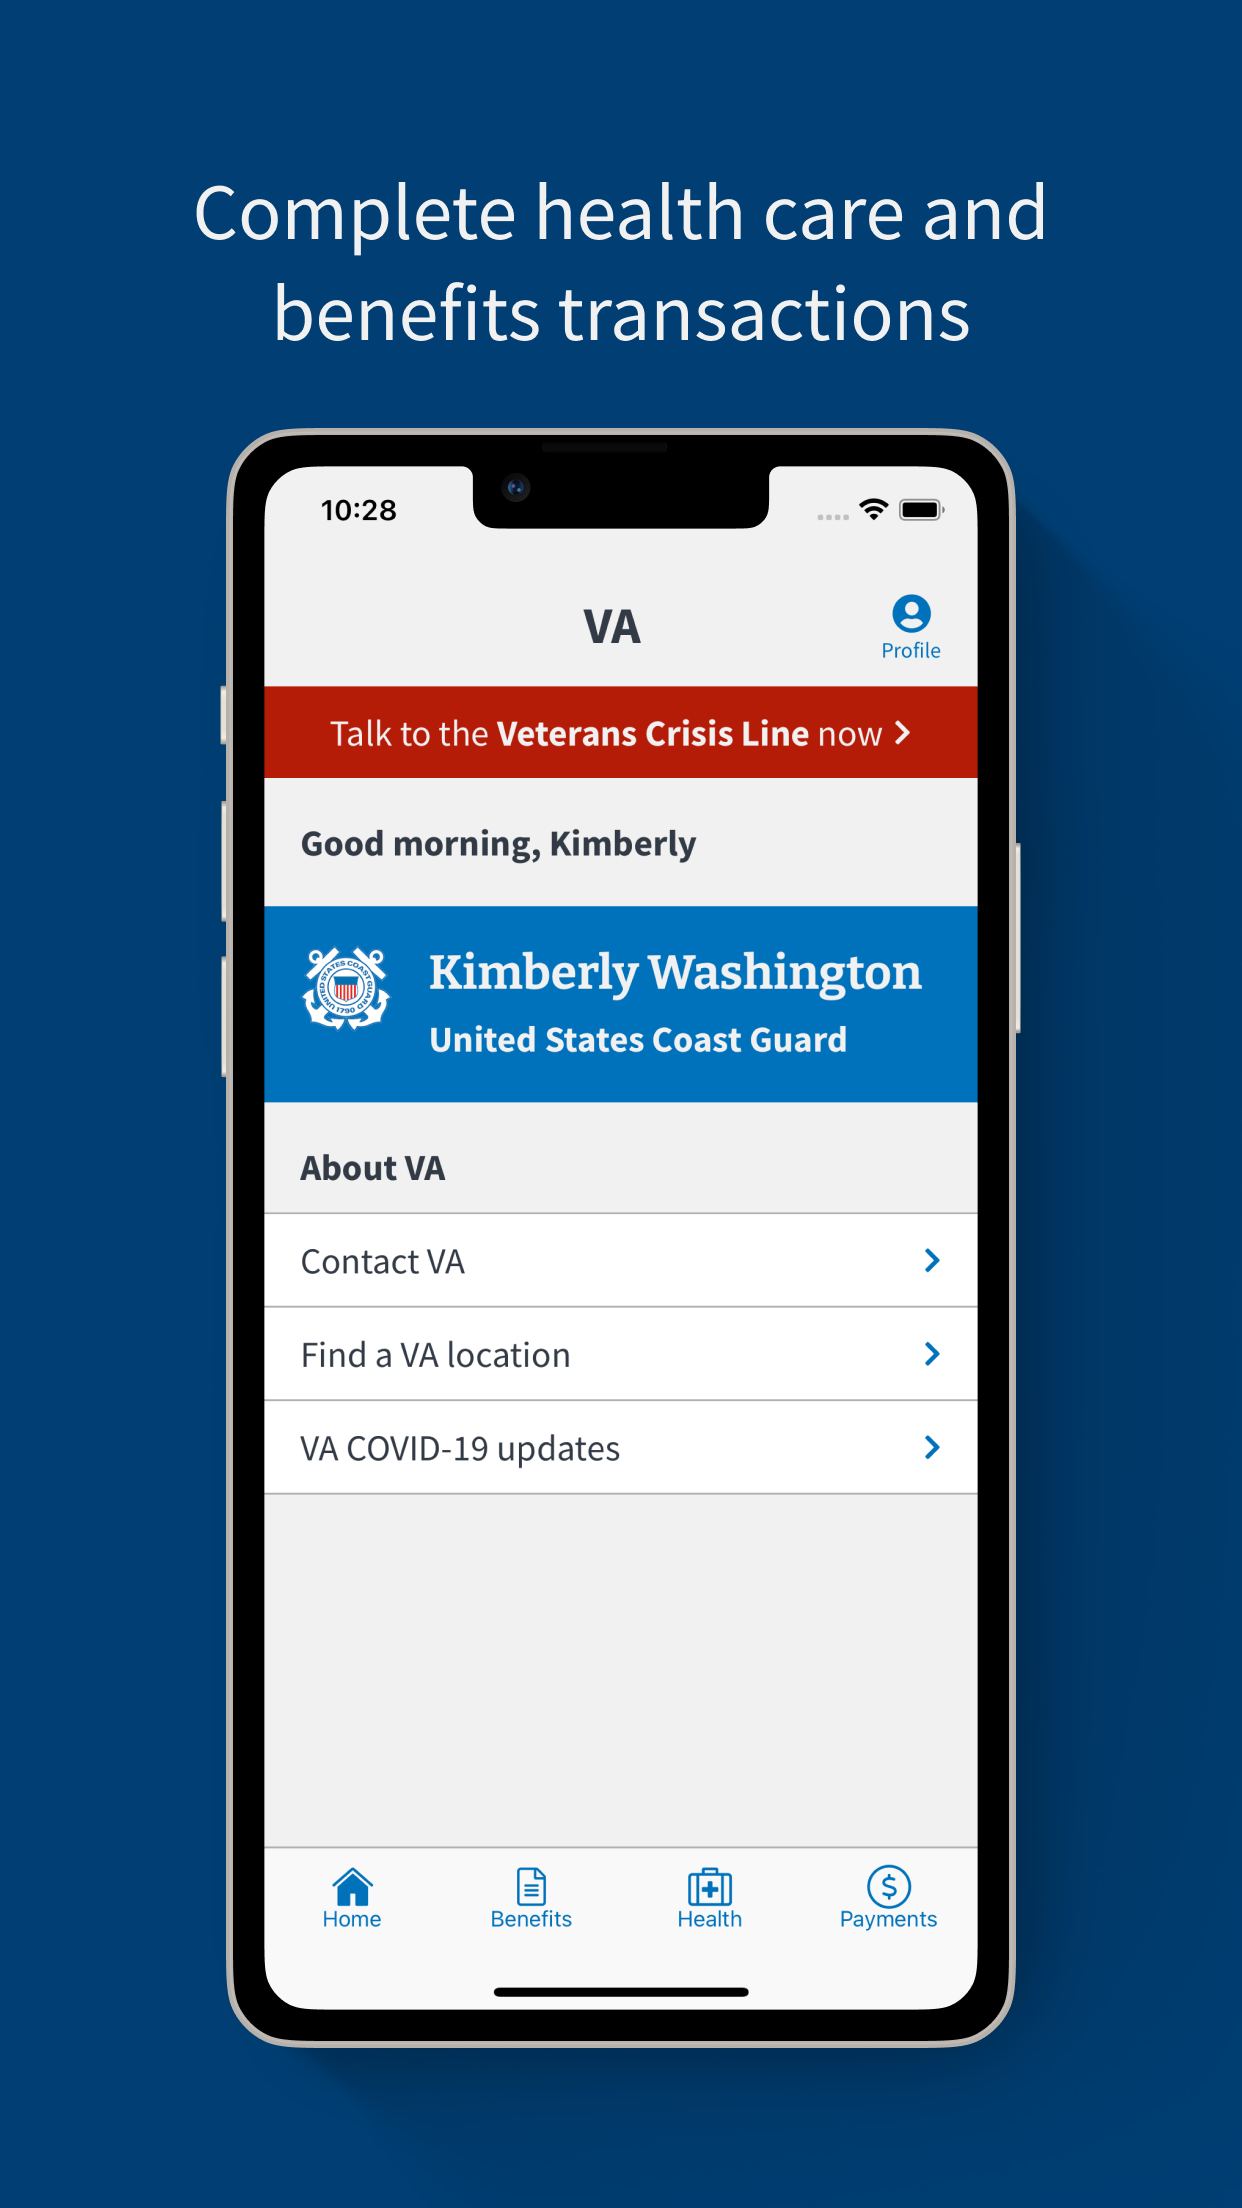 Complete health care and
benefits transactions
10:28
VA
Profile
Talk to the Veterans Crisis Line now
Good morning, Kimberly
UNITED STATES COAST GUARD
1790
Kimberly Washington
United States Coast Guard
About VA
Contact VA
Find a VA location
VA COVID-19 updates
Home
Benefits
Health
Payments